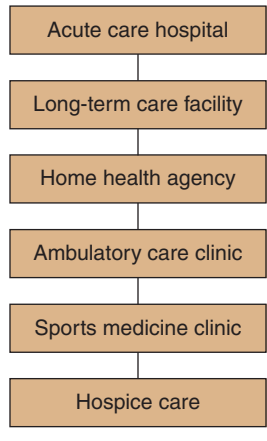 Acute care hospital
Long-term care facility
Home health agency
Ambulatory care clinic
Sports medicine clinic
Hospice care